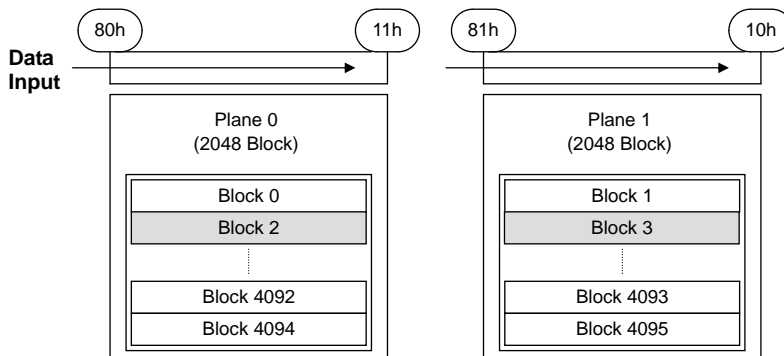 80h
11h
81h
10h
Data
Input
Plane 0
(2048 Block)
Block 0
Block 2
Block 4092
Block 4094
Plane 1
(2048 Block)
Block 1
Block 3
Block 4093
Block 4095